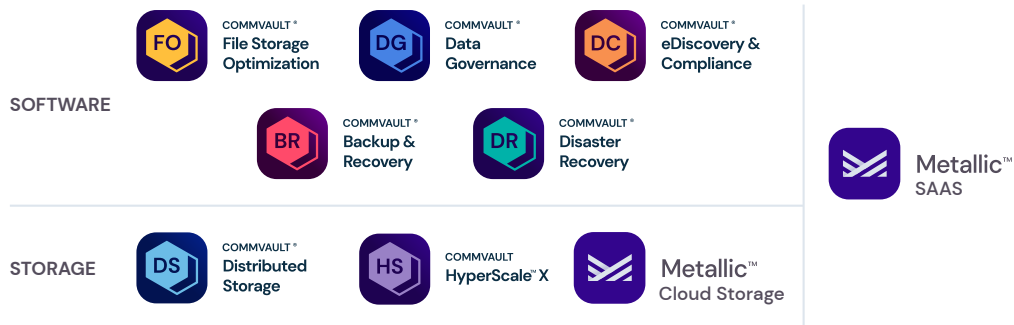 SOFTWARE
FO
COMMVAULT®
File Storage
Optimization
DG
COMMVAULT®
Data
Governance
DC
COMMVAULT®
eDiscovery &
Compliance
BR
COMMVAULT®
Backup &
Recovery
DR
COMMVAULT®
Disaster
Recovery
STORAGE
DS
COMMVAULT®
Distributed
Storage
HS
COMMVAULT
HyperScale™ X
Metallic™
Cloud Storage
Metallic™
SAAS